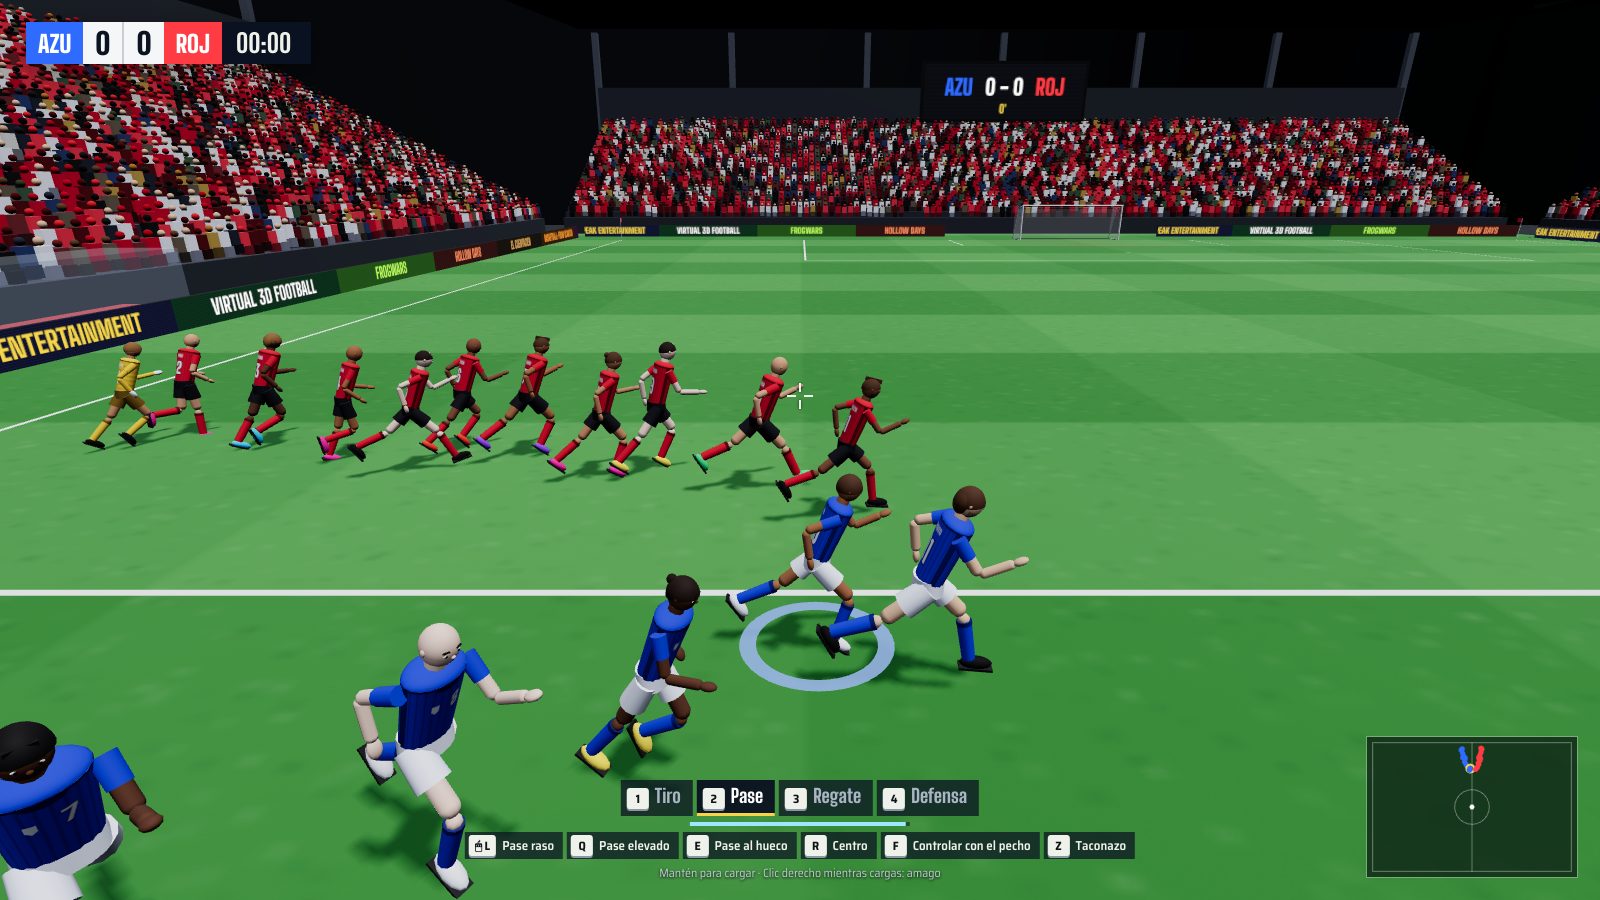 AZU 0 0 ROJ 00:00
AZU 0 - 0 ROJ
0'
VIRTUAL 3D FOOTBALL
FROGWARS
HOLLOW DAYS
VIRTUAL 3D FOOTBALL
FROGWARS
HOLLOW DAYS
ENTERTAINMENT
VIRTUAL 3D FOOTBALL
FROGWARS
HOLLOW DAYS
7
1 Tiro
2 Pase
3 Regate
4 Defensa
L Pase raso
Q Pase elevado
E Pase al hueco
R Centro
F Controlar con el pecho
Z Taconazo
Mantén para cargar · Clic derecho mientras cargas: amago